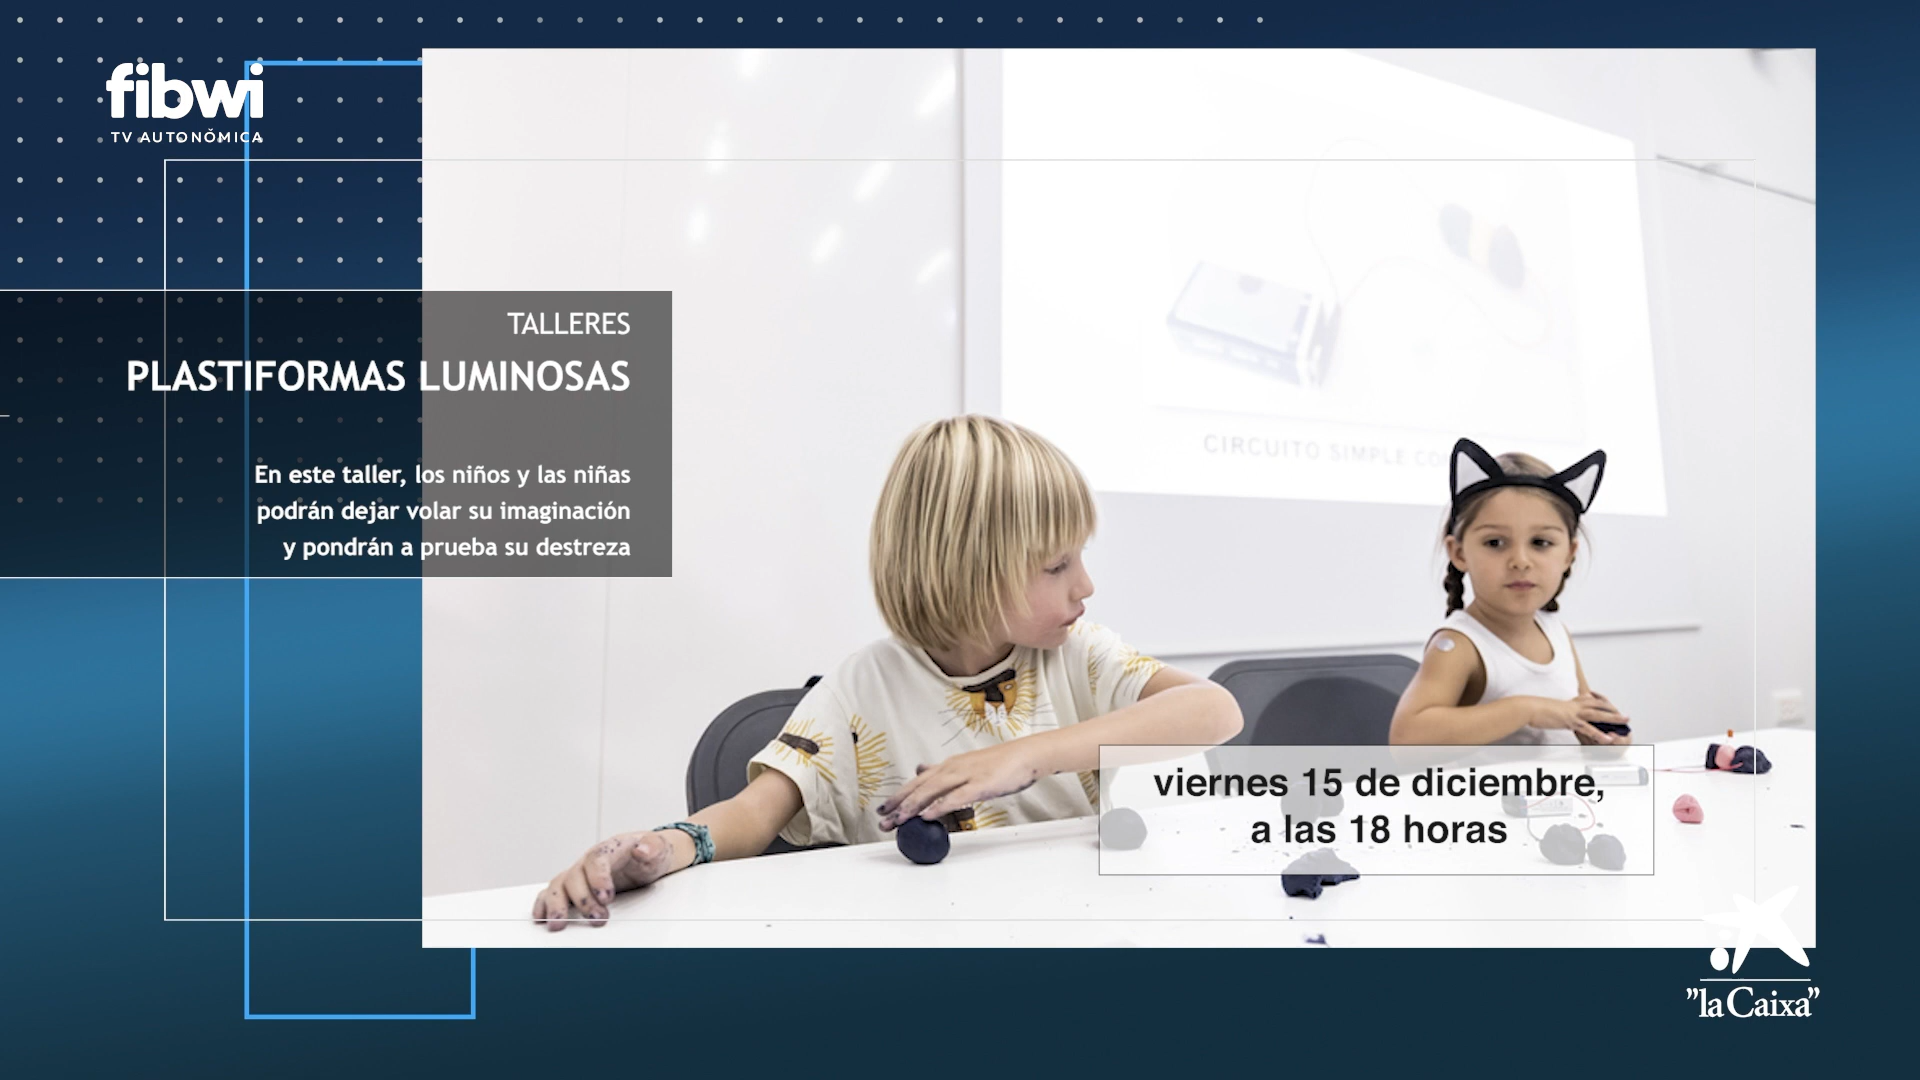 fibwi
TV AUTONÓMICA
TALLERES
PLASTIFORMAS LUMINOSAS
En este taller, los niños y las niñas
podrán dejar volar su imaginación
y pondrán a prueba su destreza
CIRCUITO SIMPLE
viernes 15 de diciembre,
a las 18 horas
"la Caixa"